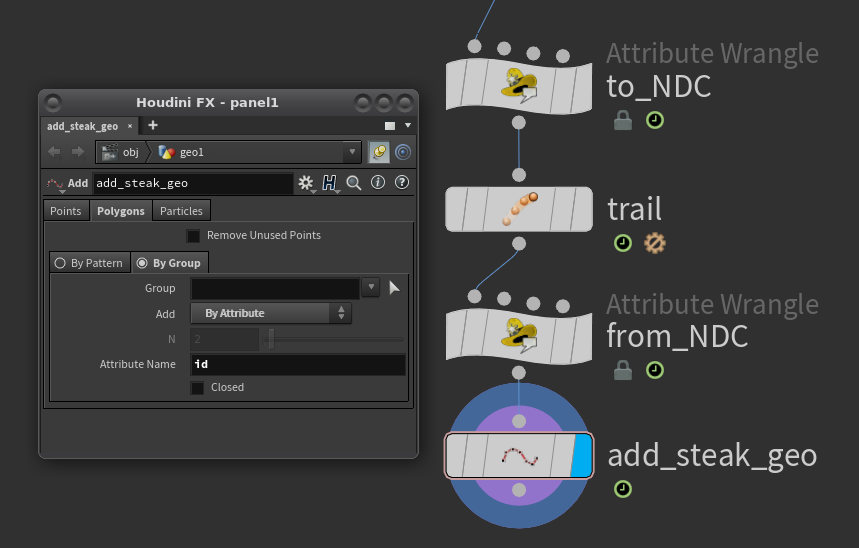 Houdini FX - panel1
add_steak_geo × +
obj geo1
Add add_steak_geo
Points Polygons Particles
Remove Unused Points
By Pattern By Group
Group
Add By Attribute
N 2
Attribute Name id
Closed
Attribute Wrangle
to_NDC
trail
Attribute Wrangle
from_NDC
add_steak_geo